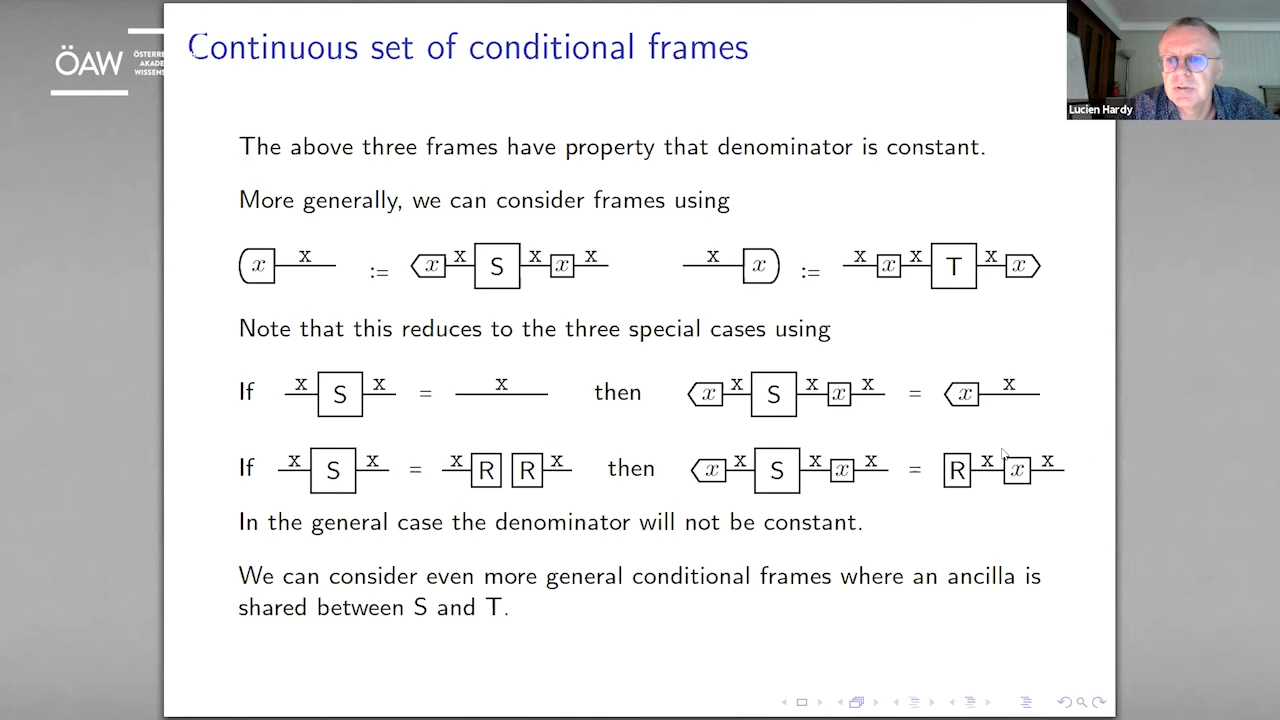 Continuous set of conditional frames
ÖAW
ÖSTERRE
AKADE
WISSENS
Lucien Hardy
The above three frames have property that denominator is constant.
More generally, we can consider frames using
x x := x x S x x x x x := x x x T x x
Note that this reduces to the three special cases using
If x S x = x then x x S x x x = x x
If x S x = x R R x then x x S x x x = R x x x
In the general case the denominator will not be constant.
We can consider even more general conditional frames where an ancilla is
shared between S and T.